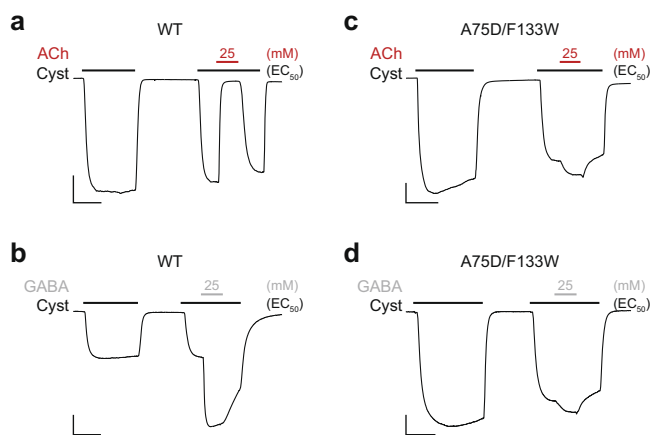 a
WT
ACh 25 (mM)
Cyst (EC50)
c
A75D/F133W
ACh 25 (mM)
Cyst (EC50)
b
WT
GABA 25 (mM)
Cyst (EC50)
d
A75D/F133W
GABA 25 (mM)
Cyst (EC50)